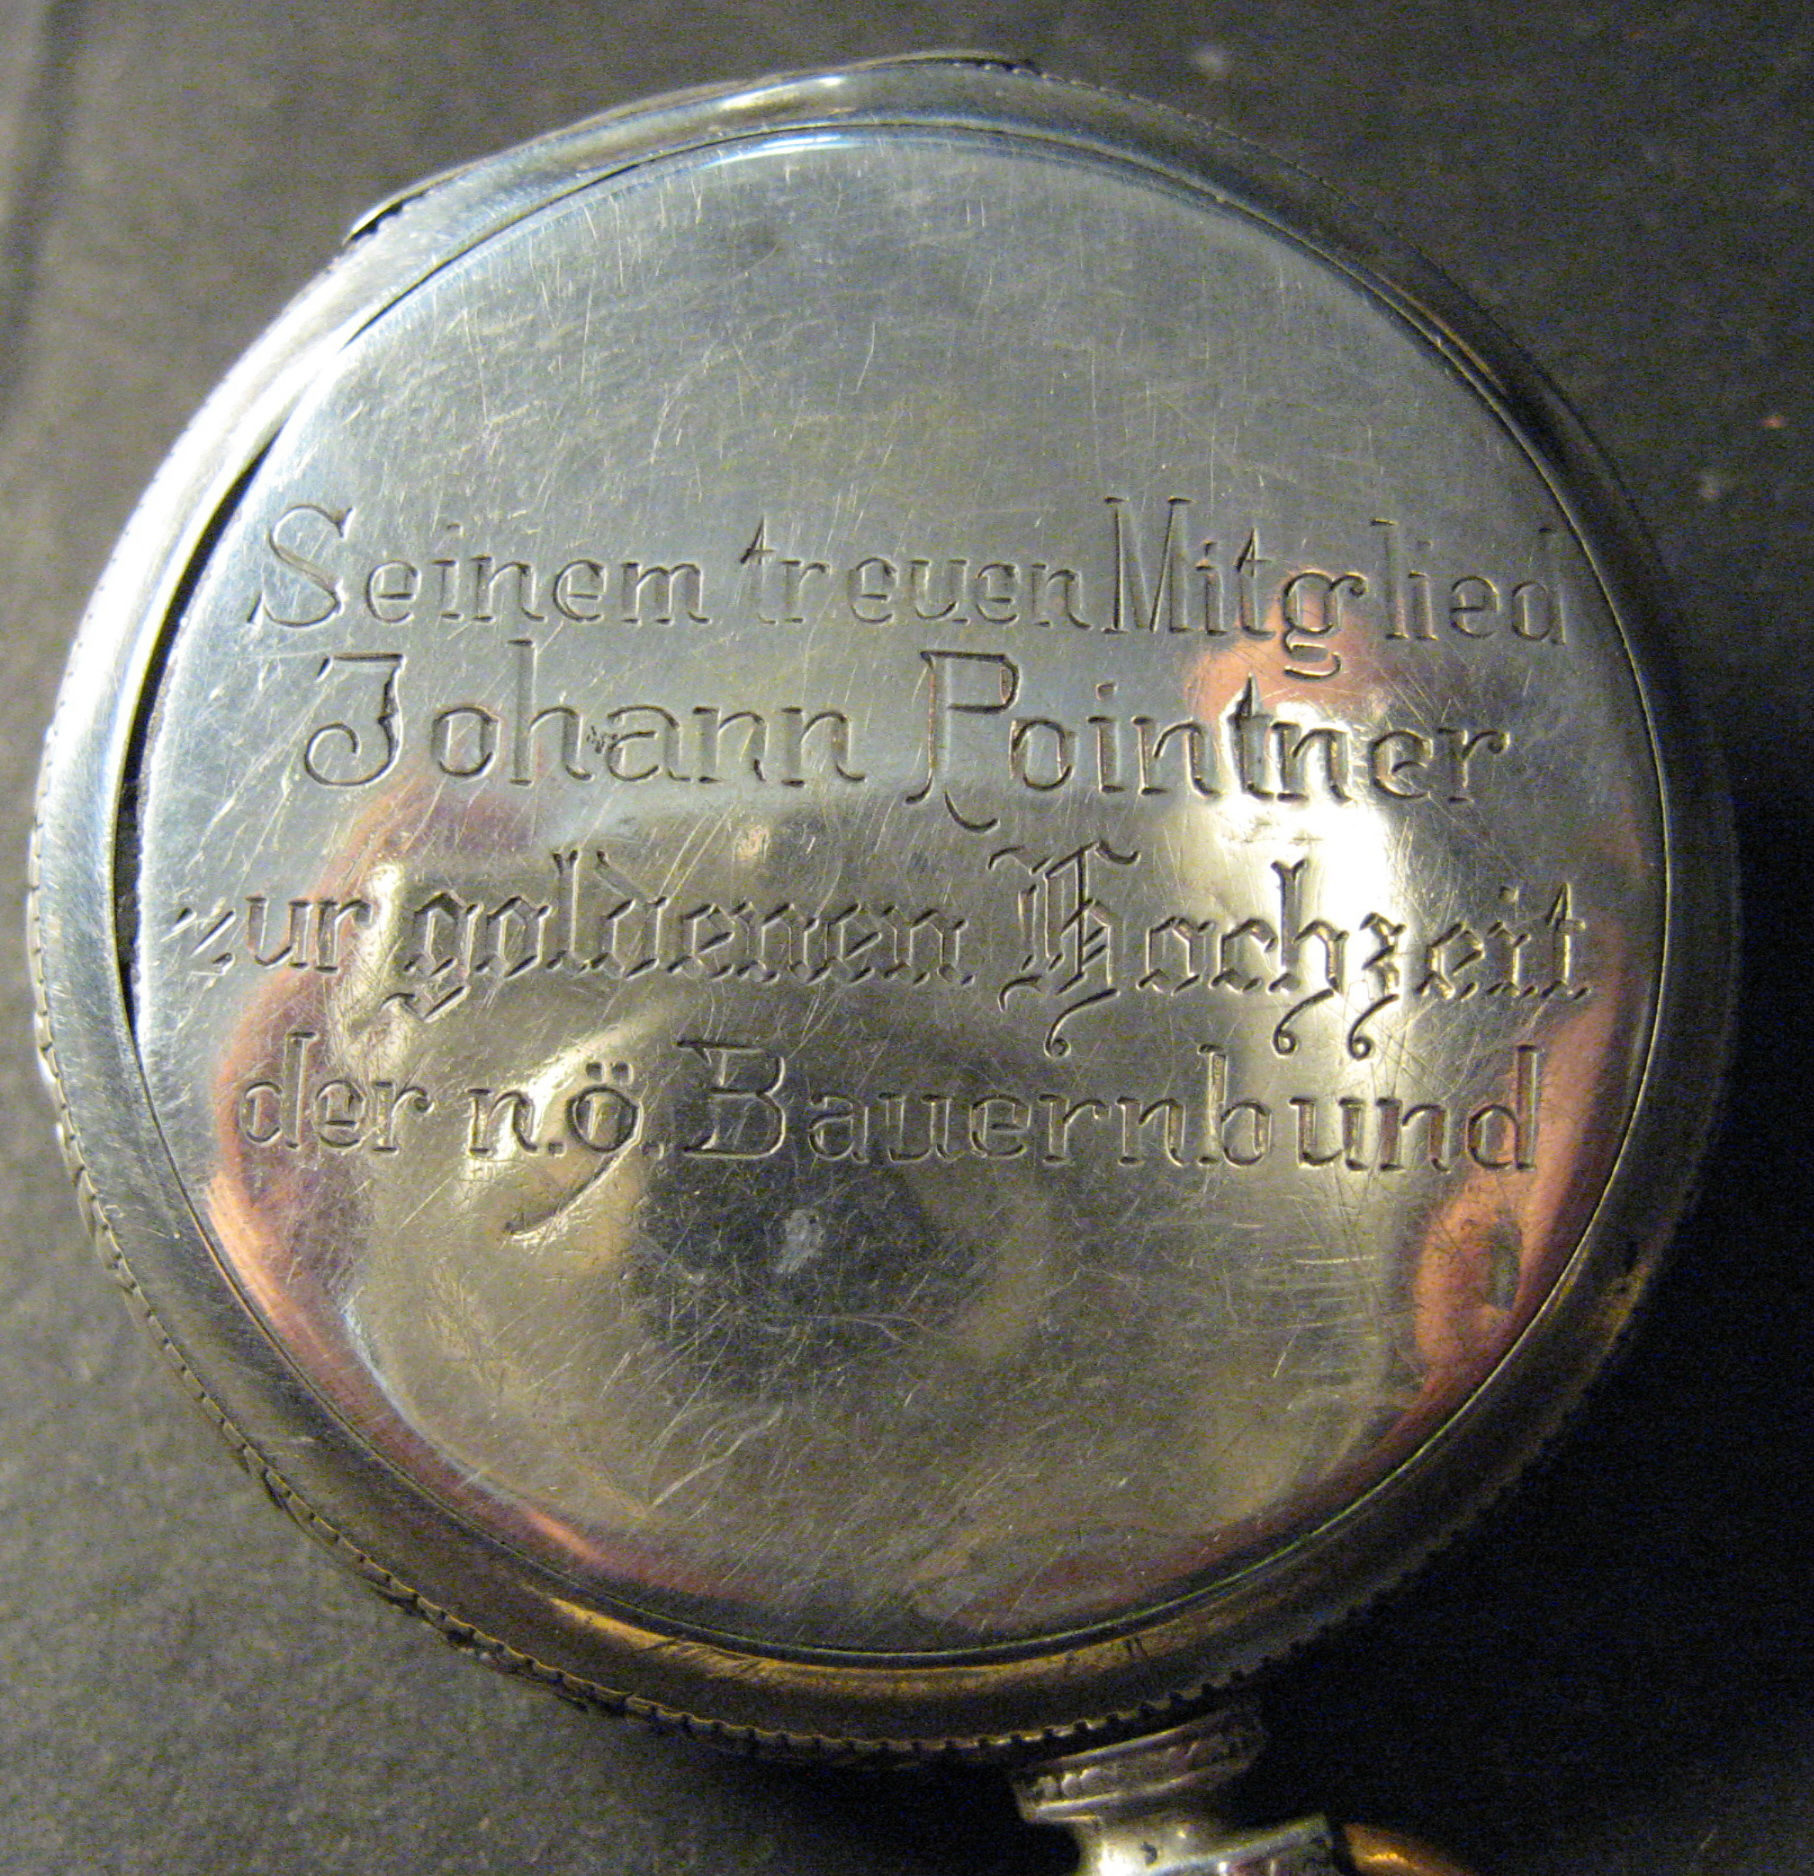 Seinem treuen Mitglied
Johann Pointner
zur goldenen Hochzeit
der n.ö. Bauernbund